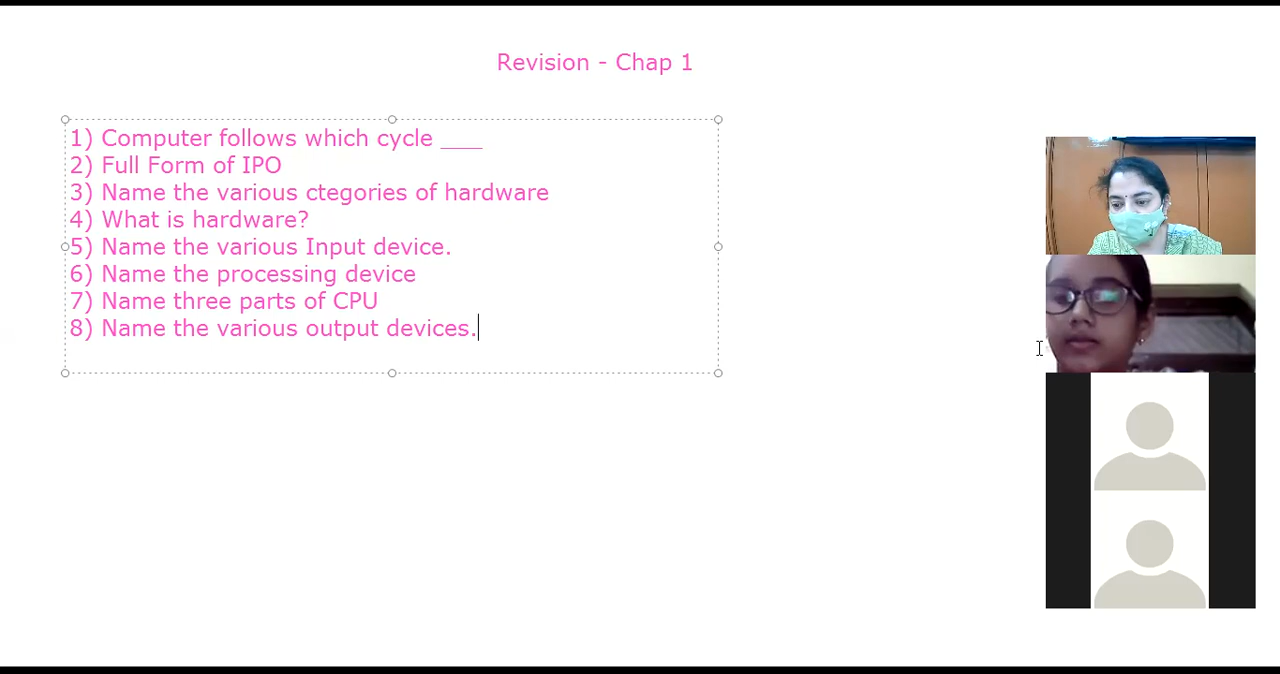 Revision - Chap 1
1) Computer follows which cycle ___
2) Full Form of IPO
3) Name the various ctegories of hardware
4) What is hardware?
5) Name the various Input device.
6) Name the processing device
7) Name three parts of CPU
8) Name the various output devices.